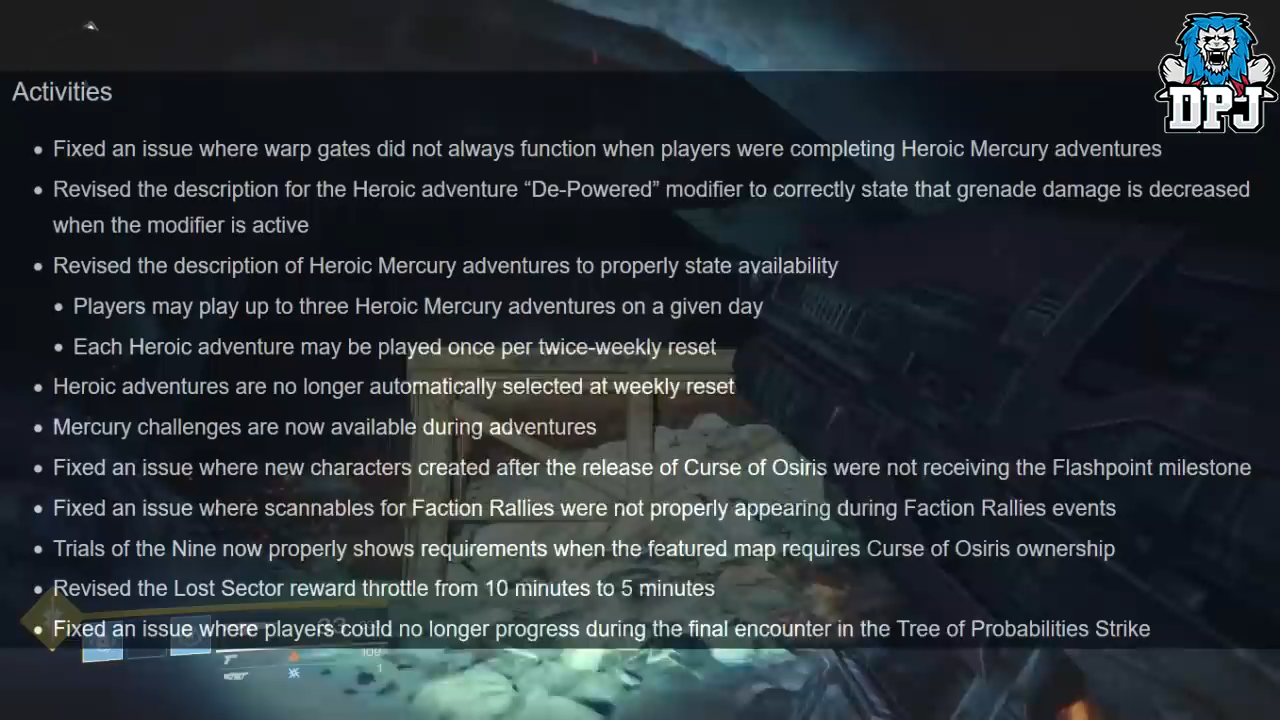 DPJ
Activities
• Fixed an issue where warp gates did not always function when players were completing Heroic Mercury adventures
• Revised the description for the Heroic adventure “De-Powered” modifier to correctly state that grenade damage is decreased
when the modifier is active
• Revised the description of Heroic Mercury adventures to properly state availability
• Players may play up to three Heroic Mercury adventures on a given day
• Each Heroic adventure may be played once per twice-weekly reset
• Heroic adventures are no longer automatically selected at weekly reset
• Mercury challenges are now available during adventures
• Fixed an issue where new characters created after the release of Curse of Osiris were not receiving the Flashpoint milestone
• Fixed an issue where scannables for Faction Rallies were not properly appearing during Faction Rallies events
• Trials of the Nine now properly shows requirements when the featured map requires Curse of Osiris ownership
• Revised the Lost Sector reward throttle from 10 minutes to 5 minutes
• Fixed an issue where players could no longer progress during the final encounter in the Tree of Probabilities Strike